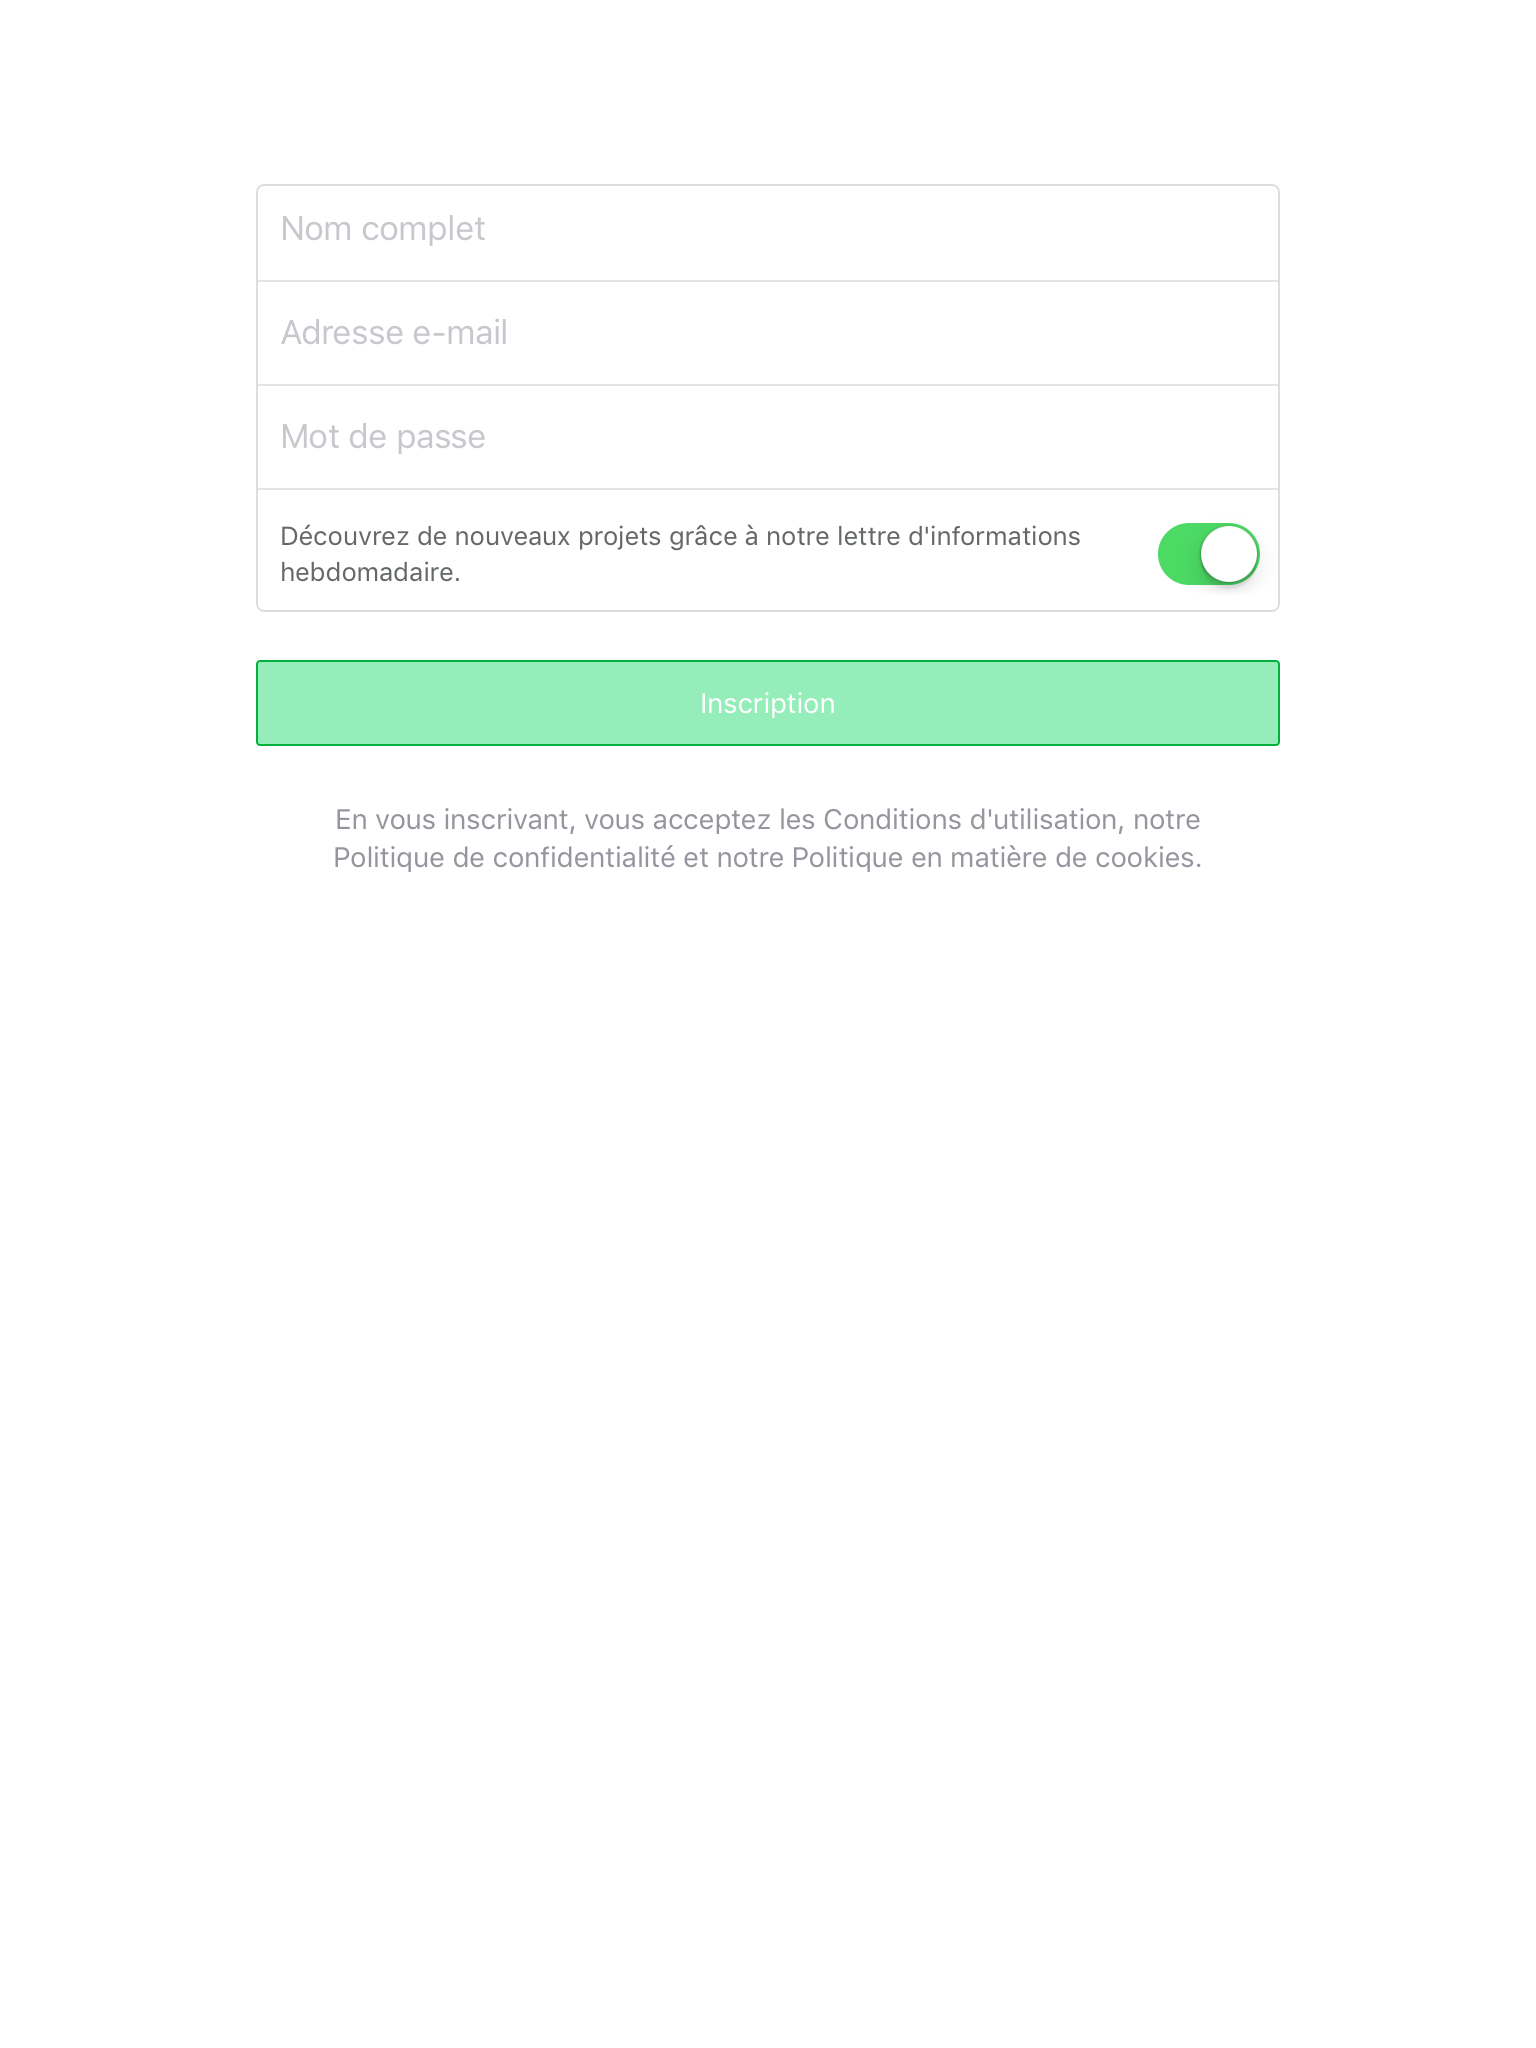 Nom complet
Adresse e-mail
Mot de passe
Découvrez de nouveaux projets grâce à notre lettre d'informations
hebdomadaire.
Inscription
En vous inscrivant, vous acceptez les Conditions d'utilisation, notre
Politique de confidentialité et notre Politique en matière de cookies.